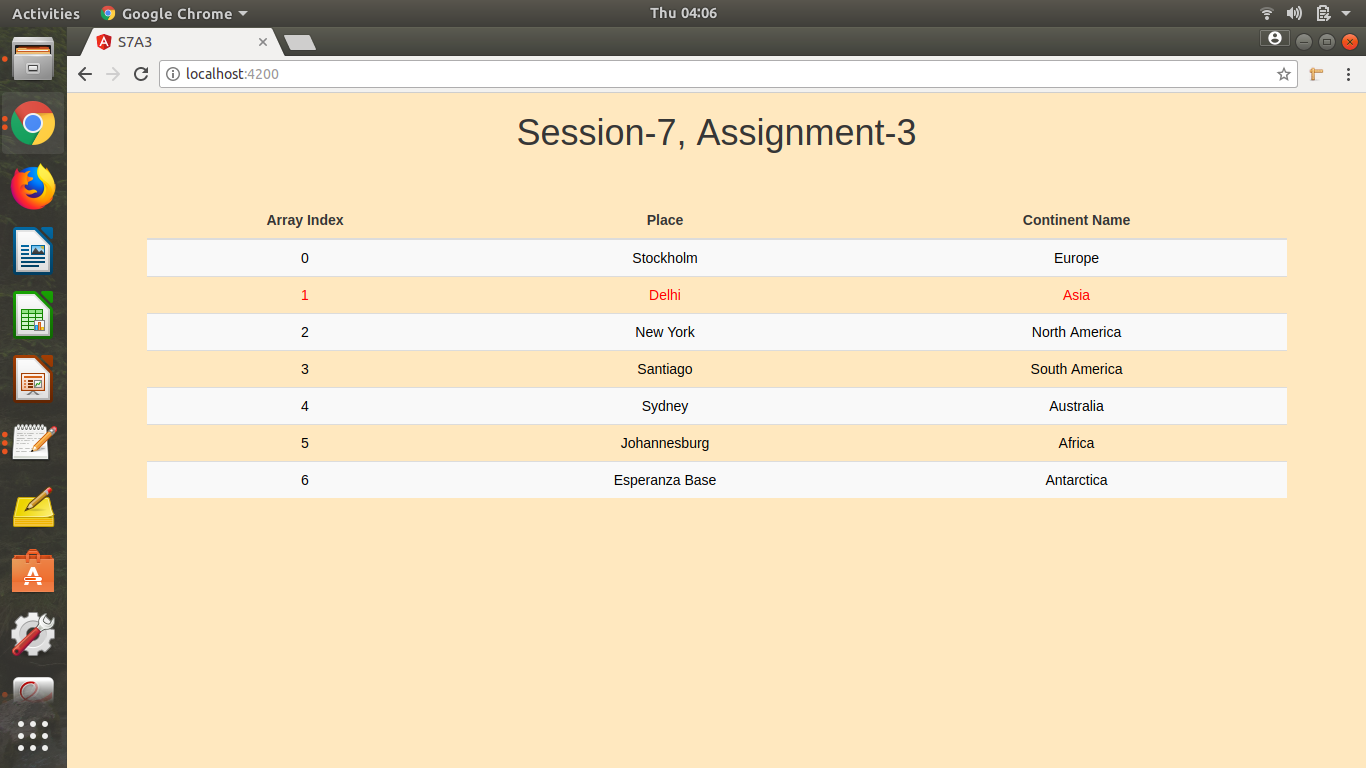 Activities Google Chrome Thu 04:06
S7A3
localhost:4200
Session-7, Assignment-3
Array Index Place Continent Name
0 Stockholm Europe
1 Delhi Asia
2 New York North America
3 Santiago South America
4 Sydney Australia
5 Johannesburg Africa
6 Esperanza Base Antarctica